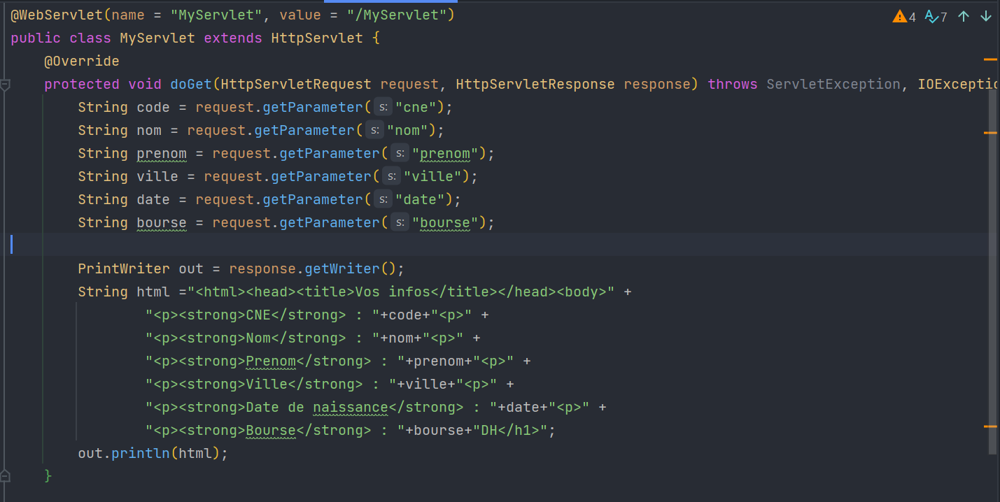 @WebServlet(name = "MyServlet", value = "/MyServlet") 4 7
public class MyServlet extends HttpServlet {
@Override
protected void doGet(HttpServletRequest request, HttpServletResponse response) throws ServletException, IOExceptio
String code = request.getParameter( s: "cne");
String nom = request.getParameter( s: "nom");
String prenom = request.getParameter( s: "prenom");
String ville = request.getParameter( s: "ville");
String date = request.getParameter( s: "date");
String bourse = request.getParameter( s: "bourse");
PrintWriter out = response.getWriter();
String html ="<html><head><title>Vos infos</title></head><body>" +
"<p><strong>CNE</strong> : "+code+"<p>" +
"<p><strong>Nom</strong> : "+nom+"<p>" +
"<p><strong>Prenom</strong> : "+prenom+"<p>" +
"<p><strong>Ville</strong> : "+ville+"<p>" +
"<p><strong>Date de naissance</strong> : "+date+"<p>" +
"<p><strong>Bourse</strong> : "+bourse+"DH</h1>";
out.println(html);
}